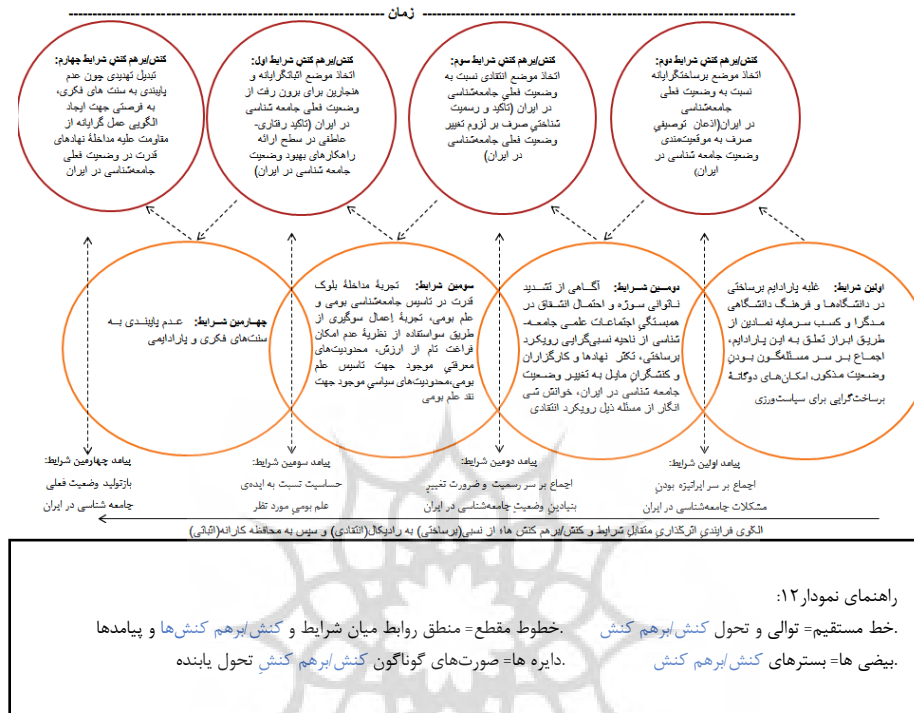 زمان
کنش/برهم کنش شرایط دوم:
اتخاذ موضع برساختگرایانه
نسبت به وضعیت فعلی
جامعه‌شناسی
در ایران(اذعان توصیفیِ
صرف به موقعیت‌مندی
وضعیت جامعه شناسی در
ایران)
کنش/برهم کنش شرایط سوم:
اتخاذ موضع انتقادی نسبت به
وضعیت فعلی جامعه‌شناسی
در ایران (تاکید و رسمیت
شناختیِ صرف بر لزوم تغییر
وضعیت فعلی جامعه‌شناسی
در ایران)
کنش/برهم کنش شرایط اول:
اتخاذ موضع اثباتگرایانه و
هنجارین برای برون رفت از
وضعیت فعلی جامعه شناسی
در ایران (تاکید رفتاری-
عاطفی در سطح ارائه
راهکارهای بهبود وضعیت
جامعه شناسی در ایران)
کنش/برهم کنش شرایط چهارم:
تبدیل تهدیدی چون عدم
پایبندی به سنت های فکری،
به فرصتی جهت ایجاد
الگویی عمل گرایانه از
مقاومت علیه مداخلهٔ نهادهای
قدرت در وضعیت فعلی
جامعه‌شناسی در ایران
اولین شرایط: غلبه پارادایم برساختی
در دانشگاه‌ها و فرهنگ دانشگاهی
مدگرا و کسب سرمایه نمادین از
طریق ابراز تعلق به این پارادایم،
اجماع بر سر مسئله‌گون بودنِ
وضعیت مذکور، امکان‌های دوگانهٔ
برساخت‌گرایی برای سیاست‌ورزی
دومین شرایط: آگاهی از تشدید
ناتوانی سوژه و احتمال انشقاق در
همبستگیِ اجتماعات علمی جامعه-
شناسی از ناحیه نسبی‌گرایی رویکرد
برساختی، تکثر نهادها و کارگزاران
و کنشگرانِ مایل به تغییر وضعیت
جامعه شناسی در ایران، خوانش شی
انگار از مسئله ذیل رویکرد انتقادی
سومین شرایط: تجربهٔ مداخلهٔ بلوک
قدرت در تاسیس جامعه‌شناسی بومی و
علم بومی، تجربهٔ اِعمال سوگیری از
طریق سواستفاده از نظریهٔ عدم امکان
فراغت تام از ارزش، محدودیت‌های
معرفتیِ موجود جهت تاسیس علم
بومی،محدودیت‌های سیاسیِ موجود جهت
نقد علم بومی
چهارمین شرایط: عدم پایبندی به
سنت‌های فکری و پارادایمی
پیامد اولین شرایط:
اجماع بر سر ایرانیزه بودنِ
مشکلات جامعه‌شناسی در ایران
پیامد دومین شرایط:
اجماع بر سر رسمیت و ضرورت تغییرِ
بنیادینِ وضعیتِ جامعه‌شناسی در ایران
پیامد سومین شرایط:
حساسیت نسبت به ایده‌ی
علم بومیِ مورد نظر
پیامد چهارمین شرایط:
بازتولید وضعیت فعلی
جامعه شناسی در ایران
الگوی فرایندیِ اثرگذاریِ متقابلِ شرایط و کنش/برهم کنش ها؛ از نسبی(برساختی) به رادیکال(انتقادی) و سپس به محافظه کارانه(اثباتی)
راهنمای نمودار۱۲:
.خط مستقیم= توالی و تحول کنش/برهم کنش .خطوط مقطع= منطق روابط میان شرایط و کنش/برهم کنش‌ها و پیامدها
.بیضی ها= بسترهای کنش/برهم کنش .دایره ها= صورت‌های گوناگون کنش/برهم کنشِ تحول یابنده